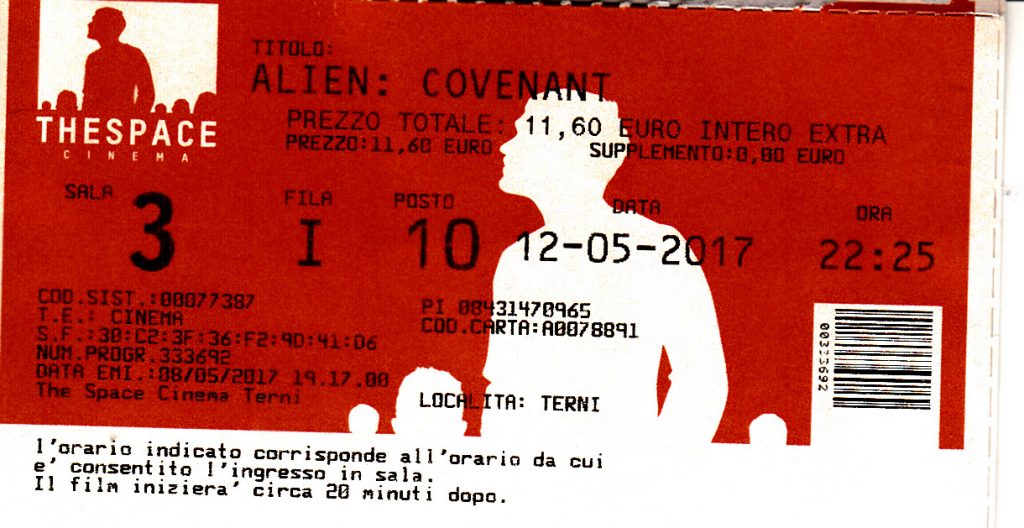 THESPACE
CINEMA
TITOLO:
ALIEN: COVENANT
PREZZO TOTALE: 11,60 EURO INTERO EXTRA
PREZZO:11,60 EURO SUPPLEMENTO:0,00 EURO
SALA 3
FILA I
POSTO 10
DATA 12-05-2017
ORA 22:25
COD.SIST.:00077387
T.E.: CINEMA
S.F.:30:C2:3F:36:F2:9D:41:06
NUM.PROGR.333692
DATA EMI.:08/05/2017 19.17.00
The Space Cinema Terni
PI 08431470965
COD.CARTA:A0078891
LOCALITA: TERNI
00333692
l'orario indicato corrisponde all'orario da cui
e' consentito l'ingresso in sala.
Il film iniziera' circa 20 minuti dopo.